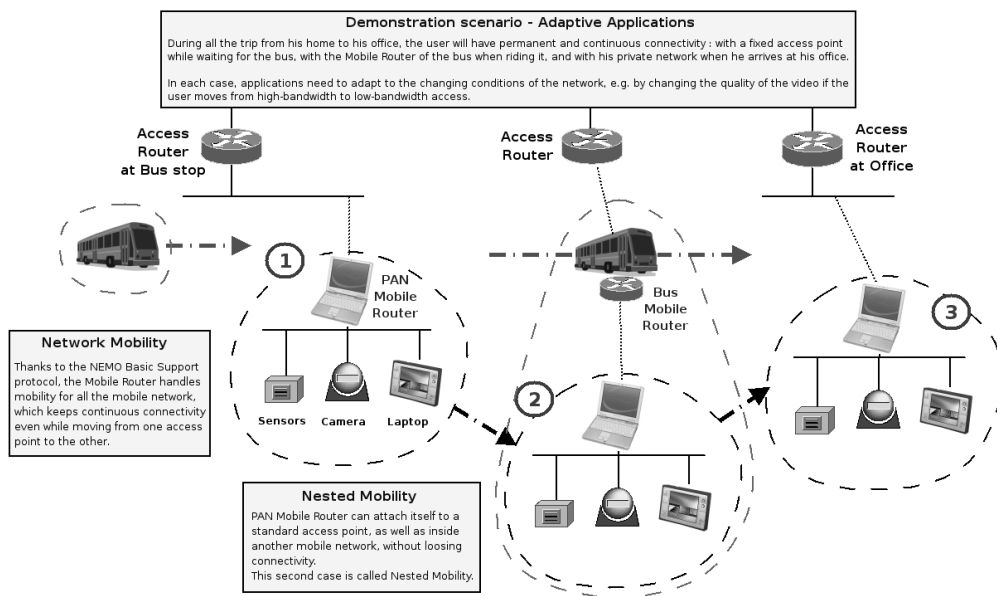 Demonstration scenario - Adaptive Applications
During all the trip from his home to his office, the user will have permanent and continuous connectivity : with a fixed access point
while waiting for the bus, with the Mobile Router of the bus when riding it, and with his private network when he arrives at his office.
In each case, applications need to adapt to the changing conditions of the network, e.g. by changing the quality of the video if the
user moves from high-bandwidth to low-bandwidth access.
Access
Router
at Bus stop
Access
Router
Access
Router
at Office
1
PAN
Mobile
Router
Bus
Mobile
Router
3
Network Mobility
Thanks to the NEMO Basic Support
protocol, the Mobile Router handles
mobility for all the mobile network,
which keeps continuous connectivity
even while moving from one access
point to the other.
Sensors
Camera
Laptop
2
Nested Mobility
PAN Mobile Router can attach itself to a
standard access point, as well as inside
another mobile network, without loosing
connectivity.
This second case is called Nested Mobility.